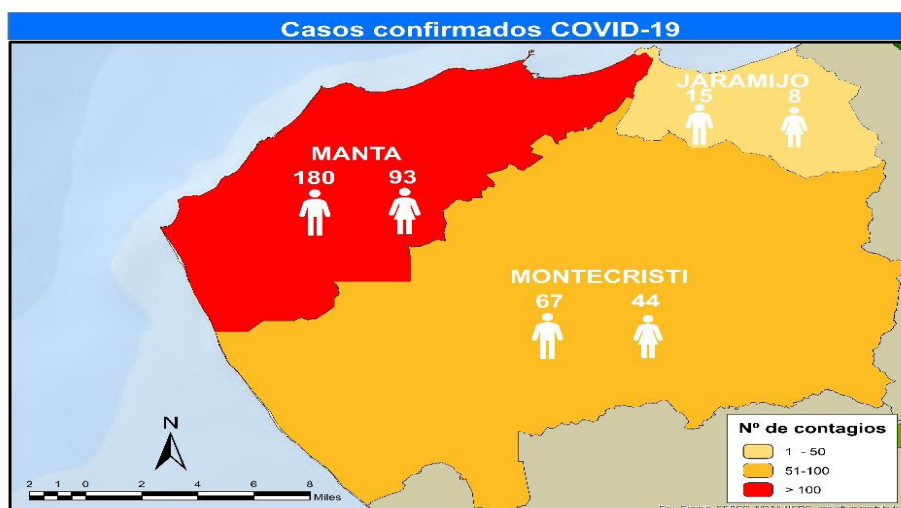 Casos confirmados COVID-19
JARAMIJO
15 8
MANTA
180 93
MONTECRISTI
67 44
N
2 1 0 2 4 6 8
Miles
Nº de contagios
1 - 50
51-100
> 100